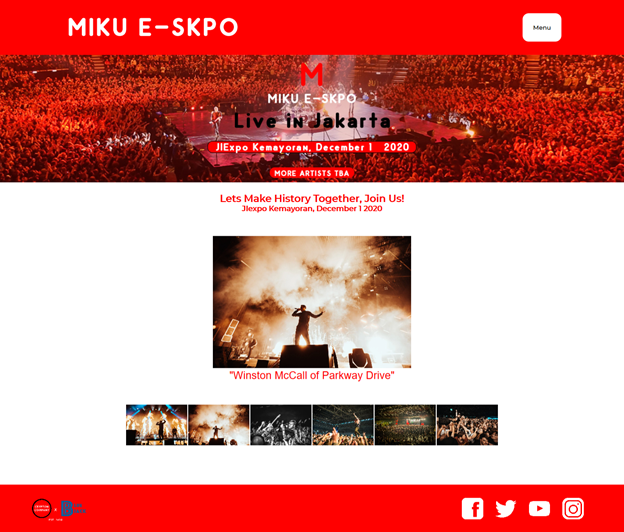 MIKU E-SKPO
Menu
M
MIKU E-SKPO
Live in Jakarta
JIExpo Kemayoran, December 1 2020
MORE ARTISTS TBA
Lets Make History Together, Join Us!
JIexpo Kemayoran, December 1 2020
"Winston McCall of Parkway Drive"